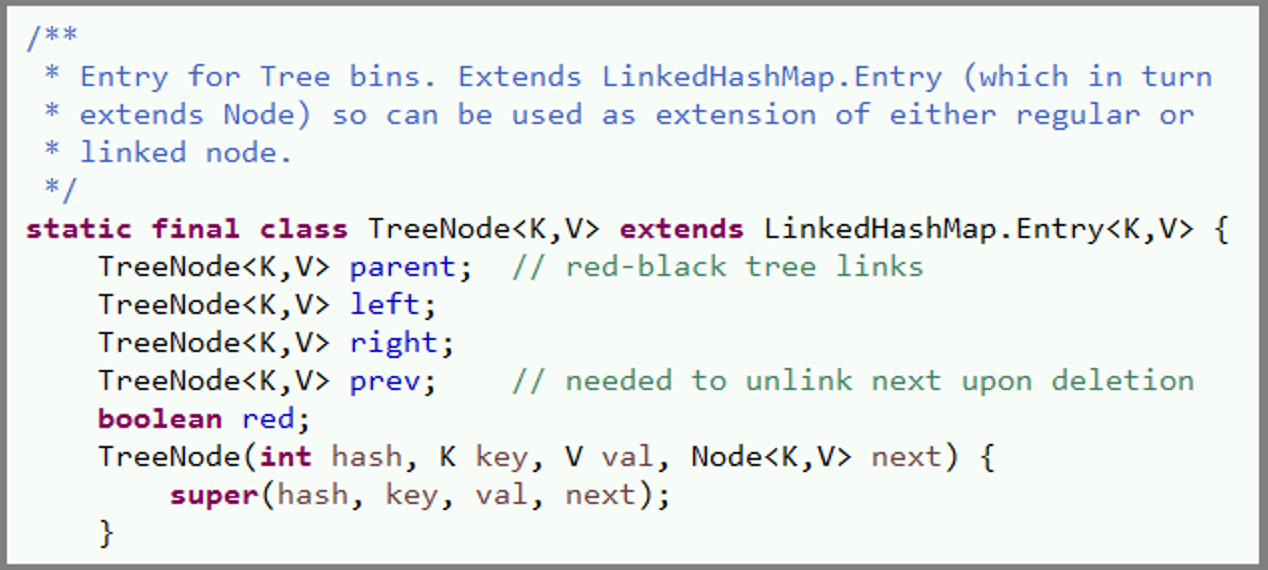 /**
 * Entry for Tree bins. Extends LinkedHashMap.Entry (which in turn
 * extends Node) so can be used as extension of either regular or
 * linked node.
 */
static final class TreeNode<K,V> extends LinkedHashMap.Entry<K,V> {
    TreeNode<K,V> parent;  // red-black tree links
    TreeNode<K,V> left;
    TreeNode<K,V> right;
    TreeNode<K,V> prev;    // needed to unlink next upon deletion
    boolean red;
    TreeNode(int hash, K key, V val, Node<K,V> next) {
        super(hash, key, val, next);
    }